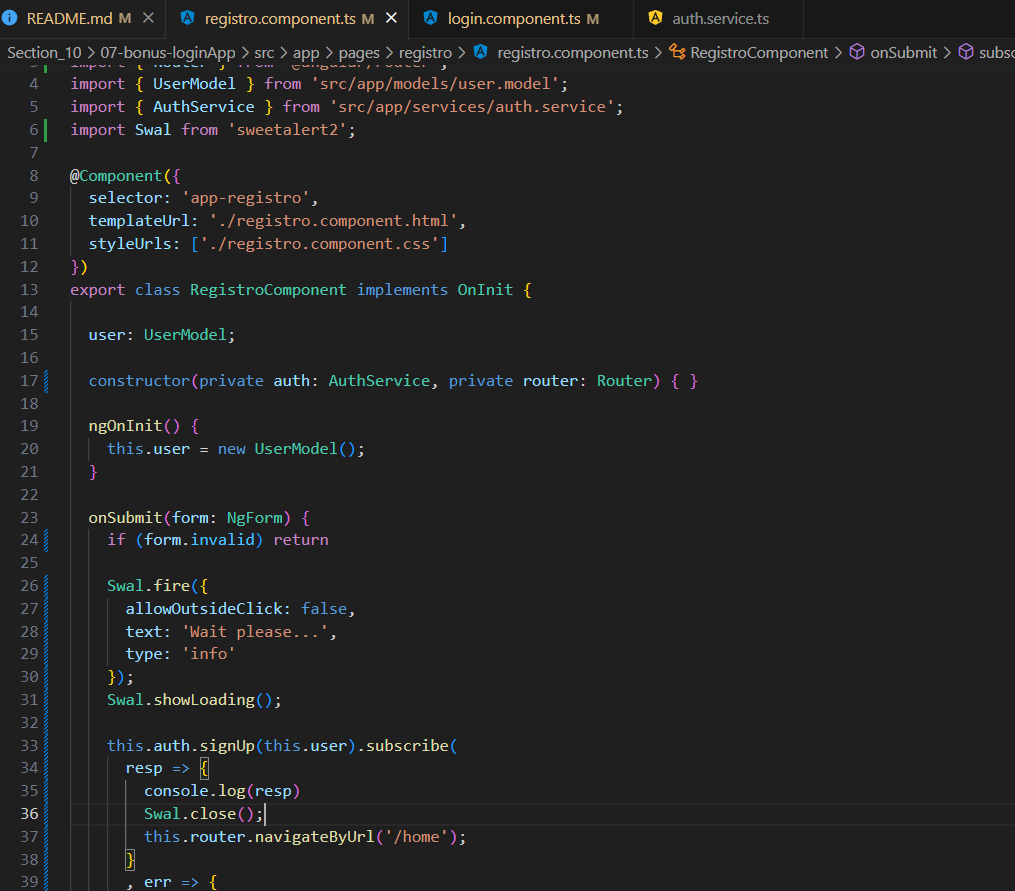 README.md M
registro.component.ts M
login.component.ts M
auth.service.ts
Section_10 > 07-bonus-loginApp > src > app > pages > registro > registro.component.ts > RegistroComponent > onSubmit > subsc
4 import { UserModel } from 'src/app/models/user.model';
5 import { AuthService } from 'src/app/services/auth.service';
6 import Swal from 'sweetalert2';
7
8 @Component({
9 selector: 'app-registro',
10 templateUrl: './registro.component.html',
11 styleUrls: ['./registro.component.css']
12 })
13 export class RegistroComponent implements OnInit {
14
15 user: UserModel;
16
17 constructor(private auth: AuthService, private router: Router) { }
18
19 ngOnInit() {
20 this.user = new UserModel();
21 }
22
23 onSubmit(form: NgForm) {
24 if (form.invalid) return
25
26 Swal.fire({
27 allowOutsideClick: false,
28 text: 'Wait please...',
29 type: 'info'
30 });
31 Swal.showLoading();
32
33 this.auth.signUp(this.user).subscribe(
34 resp => {
35 console.log(resp)
36 Swal.close();
37 this.router.navigateByUrl('/home');
38 }
39 , err => {